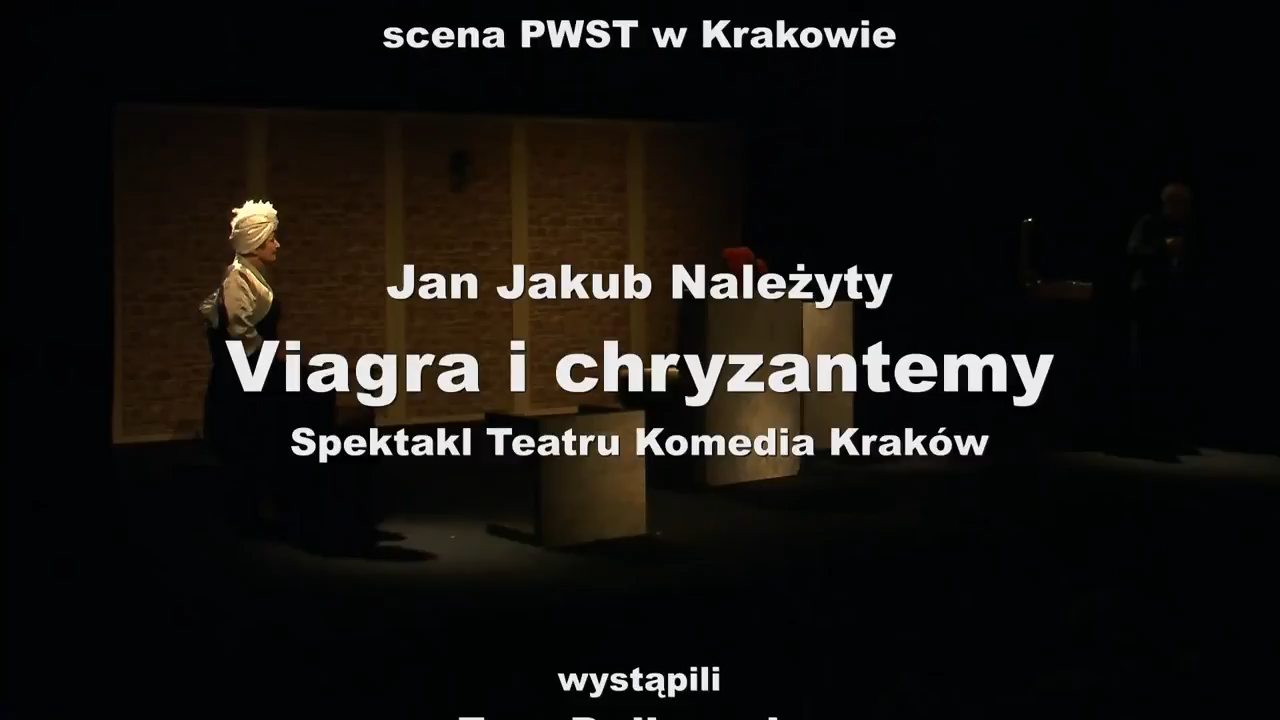 scena PWST w Krakowie
Jan Jakub Należyty
Viagra i chryzantemy
Spektakl Teatru Komedia Kraków
wystąpili